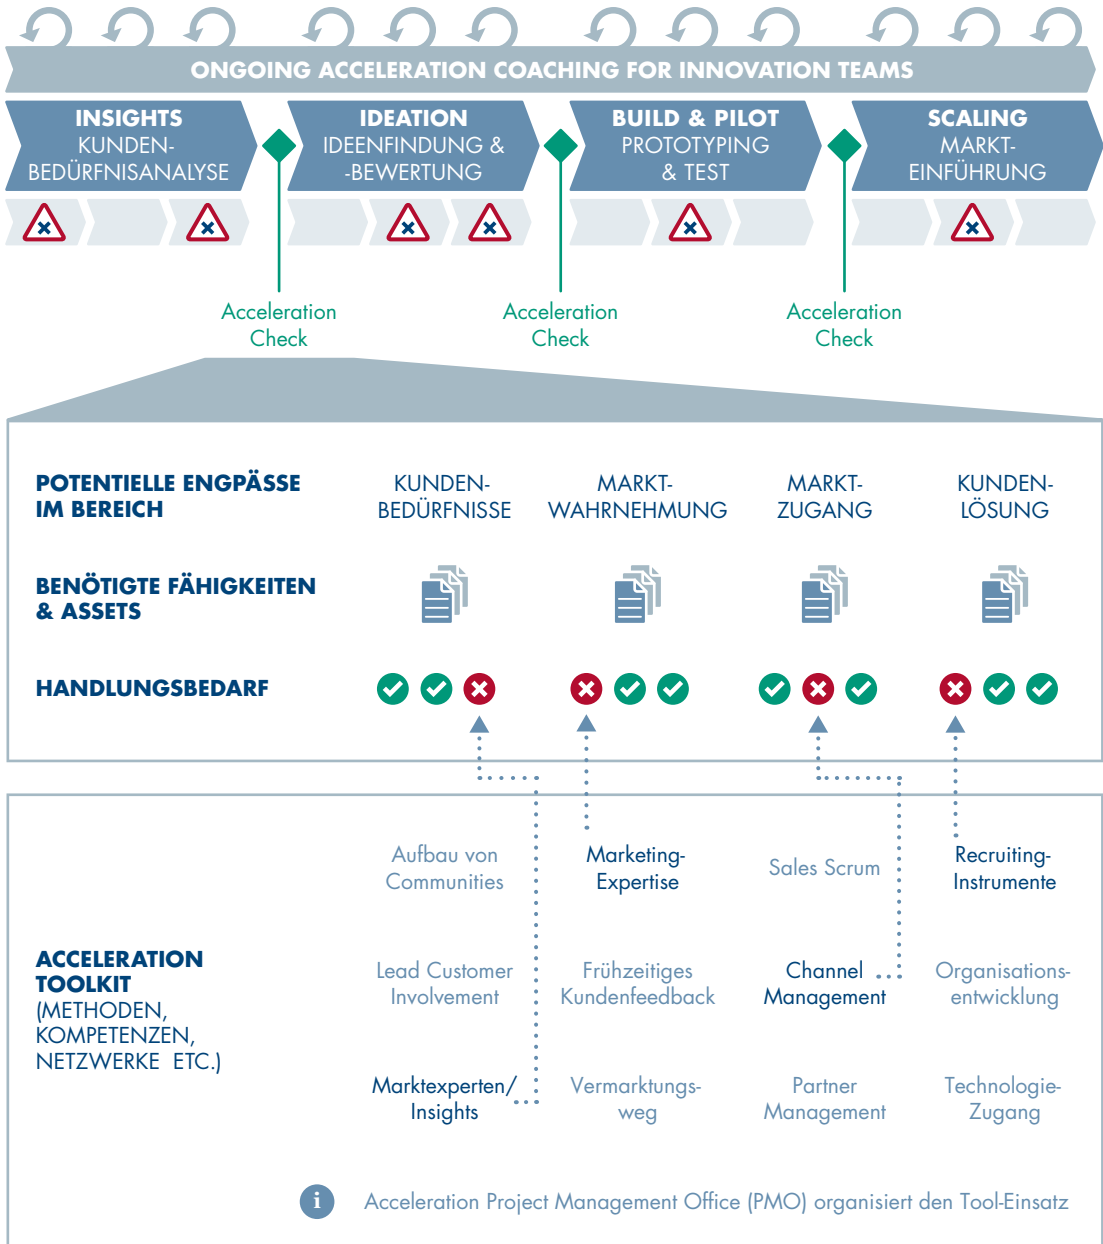 ONGOING ACCELERATION COACHING FOR INNOVATION TEAMS
INSIGHTS
KUNDEN-
BEDÜRFNISANALYSE
IDEATION
IDEENFINDUNG &
-BEWERTUNG
BUILD & PILOT
PROTOTYPING
& TEST
SCALING
MARKT-
EINFÜHRUNG
Acceleration
Check
Acceleration
Check
Acceleration
Check
POTENTIELLE ENGPÄSSE
IM BEREICH
KUNDEN-
BEDÜRFNISSE
MARKT-
WAHRNEHMUNG
MARKT-
ZUGANG
KUNDEN-
LÖSUNG
BENÖTIGTE FÄHIGKEITEN
& ASSETS
HANDLUNGSBEDARF
Aufbau von
Communities
Marketing-
Expertise
Sales Scrum
Recruiting-
Instrumente
ACCELERATION
TOOLKIT
(METHODEN,
KOMPETENZEN,
NETZWERKE ETC.)
Lead Customer
Involvement
Frühzeitiges
Kundenfeedback
Channel
Management
Organisations-
entwicklung
Marktexperten/
Insights
Vermarktungs-
weg
Partner
Management
Technologie-
Zugang
i Acceleration Project Management Office (PMO) organisiert den Tool-Einsatz